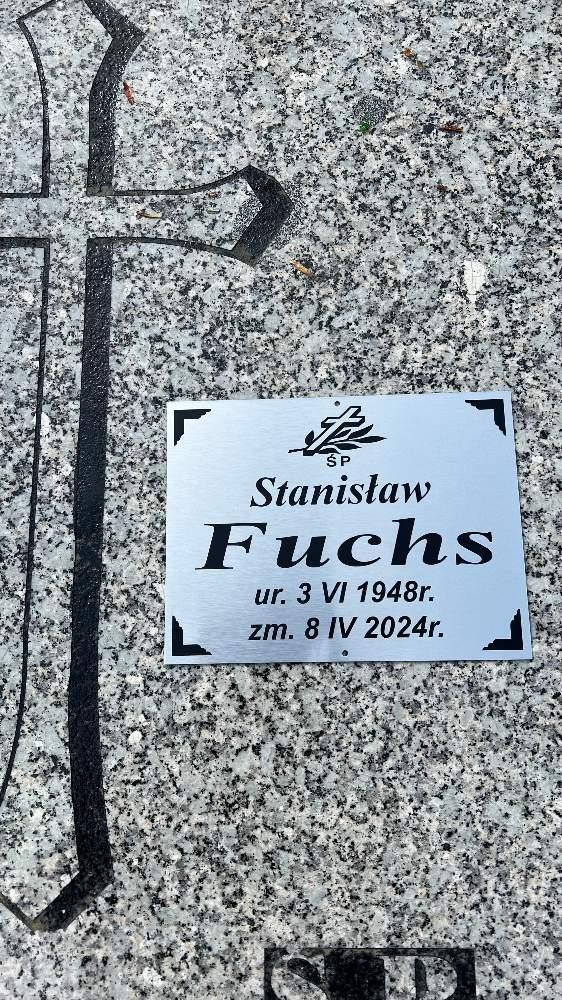 ŚP
Stanisław
Fuchs
ur. 3 VI 1948r.
zm. 8 IV 2024r.